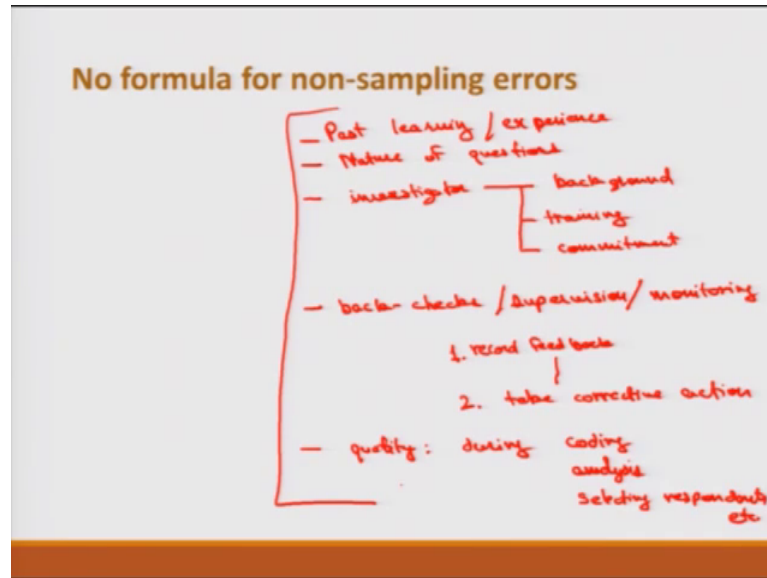 No formula for non-sampling errors
– Past learning / experience
– Nature of questions
– investigator – background
– training
– commitment
– back-checks / supervision / monitoring
1. record feedback
2. take corrective action
– quality: during coding
analysis
selecting respondents
etc